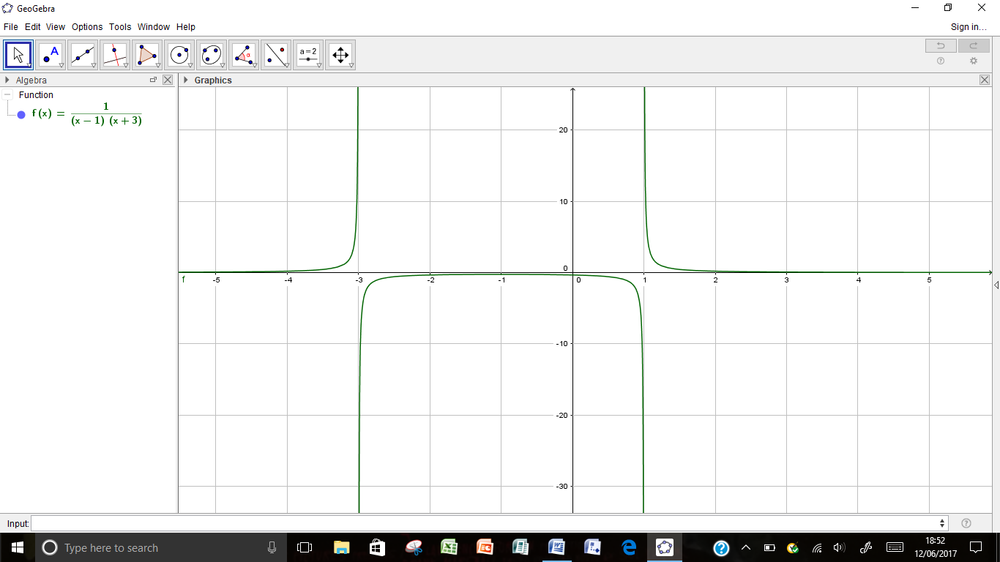 GeoGebra
File Edit View Options Tools Window Help Sign in...
A α a = 2
Algebra
Graphics
Function
f (x) = 1 / (x − 1) (x + 3)
20
10
0
f -5 -4 -3 -2 -1 0 1 2 3 4 5
-10
-20
-30
Input:
Type here to search
18:52
12/06/2017